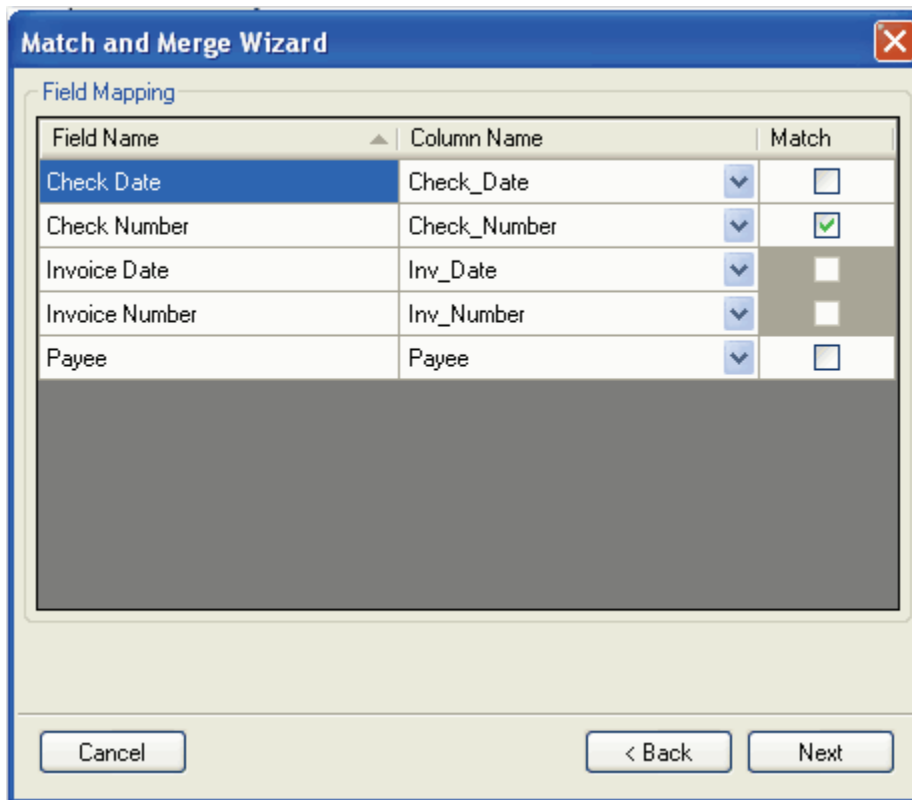 Match and Merge Wizard
Field Mapping
Field Name Column Name Match
Check Date Check_Date
Check Number Check_Number
Invoice Date Inv_Date
Invoice Number Inv_Number
Payee Payee
Cancel < Back Next